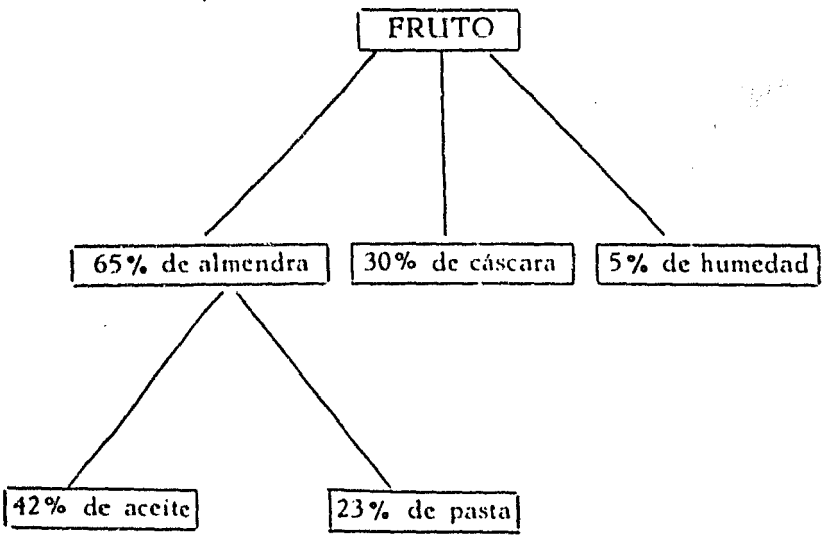 FRUTO
65% de almendra
30% de cáscara
5% de humedad
42% de aceite
23% de pasta